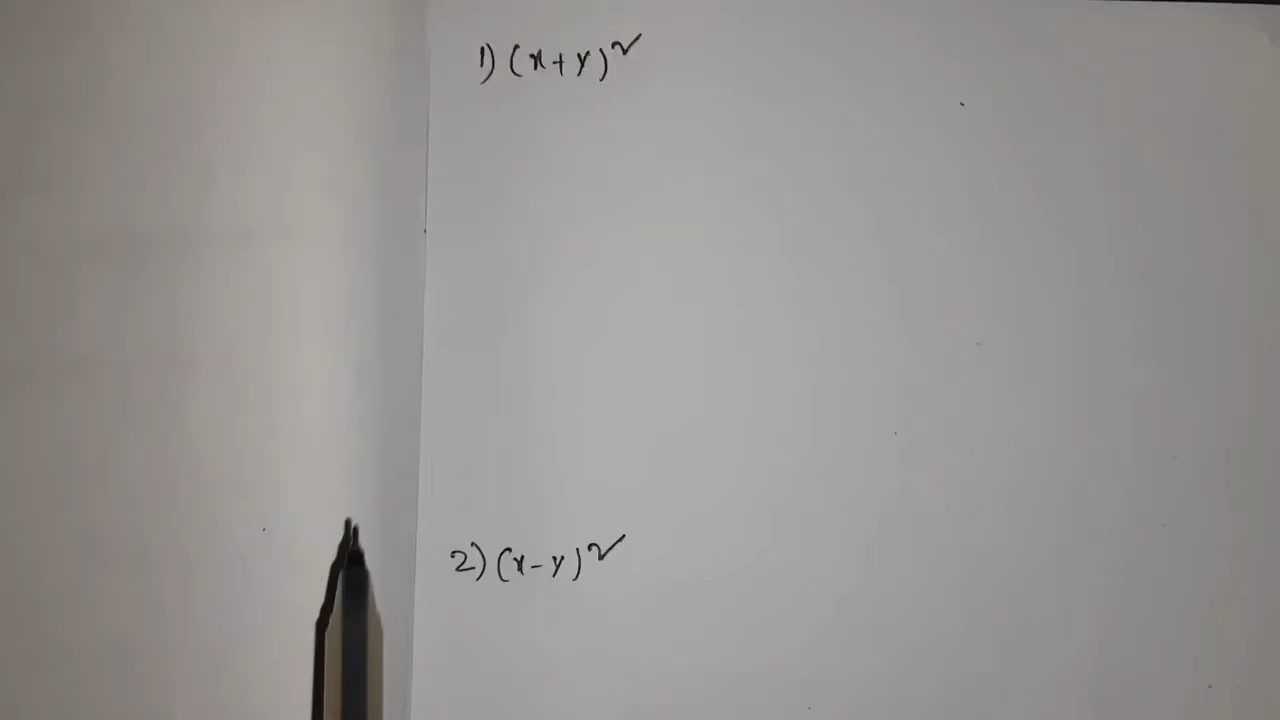 1) (x+y)²
2) (x-y)²